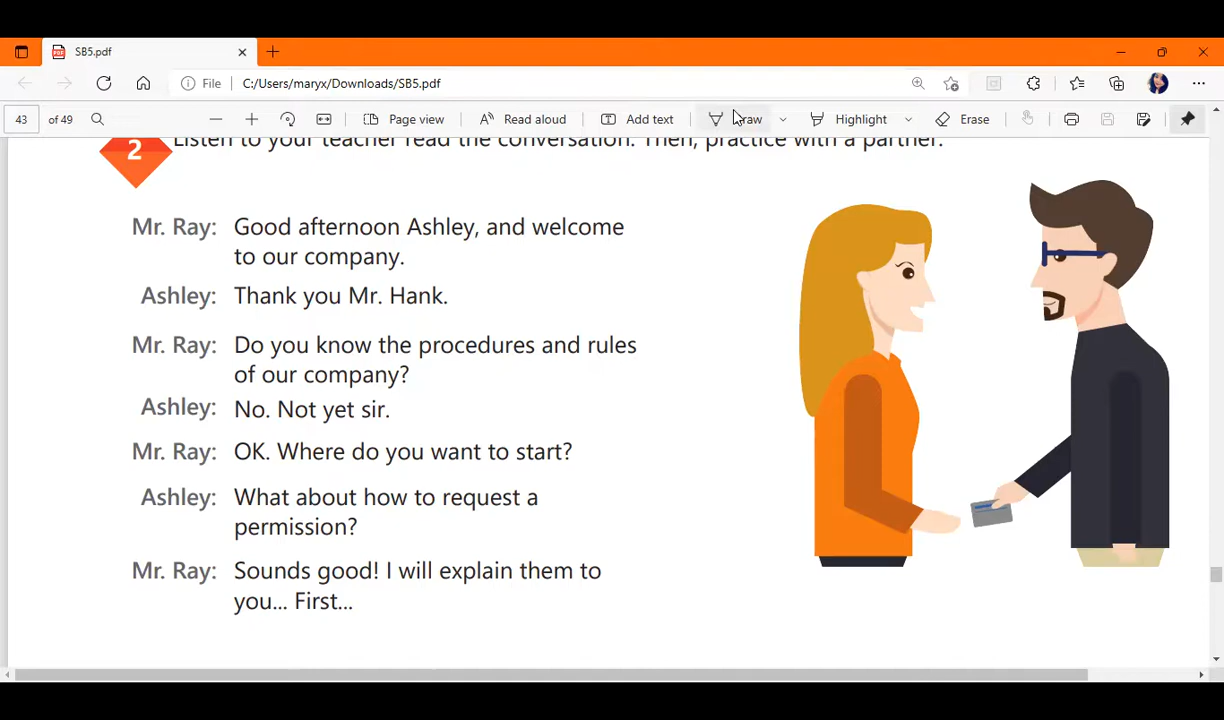 SB5.pdf
File
C:/Users/maryx/Downloads/SB5.pdf
43 of 49
Page view
Read aloud
Add text
Draw
Highlight
Erase
2 Listen to your teacher read the conversation. Then, practice with a partner.
Mr. Ray: Good afternoon Ashley, and welcome
to our company.
Ashley: Thank you Mr. Hank.
Mr. Ray: Do you know the procedures and rules
of our company?
Ashley: No. Not yet sir.
Mr. Ray: OK. Where do you want to start?
Ashley: What about how to request a
permission?
Mr. Ray: Sounds good! I will explain them to
you... First...